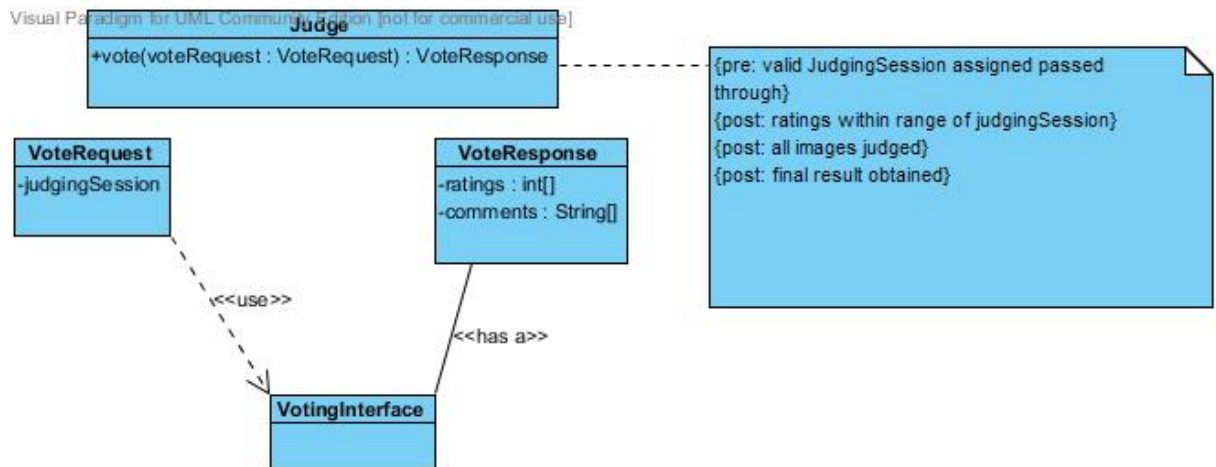 Visual Paradigm for UML Community Edition [not for commercial use]
Judge
+vote(voteRequest : VoteRequest) : VoteResponse
{pre: valid JudgingSession assigned passed
through}
{post: ratings within range of judgingSession}
{post: all images judged}
{post: final result obtained}
VoteRequest
-judgingSession
VoteResponse
-ratings : int[]
-comments : String[]
<<use>>
<<has a>>
VotingInterface